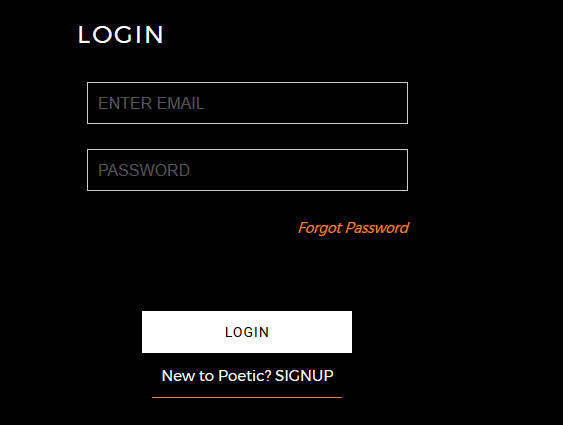 LOGIN
ENTER EMAIL
PASSWORD
Forgot Password
LOGIN
New to Poetic? SIGNUP